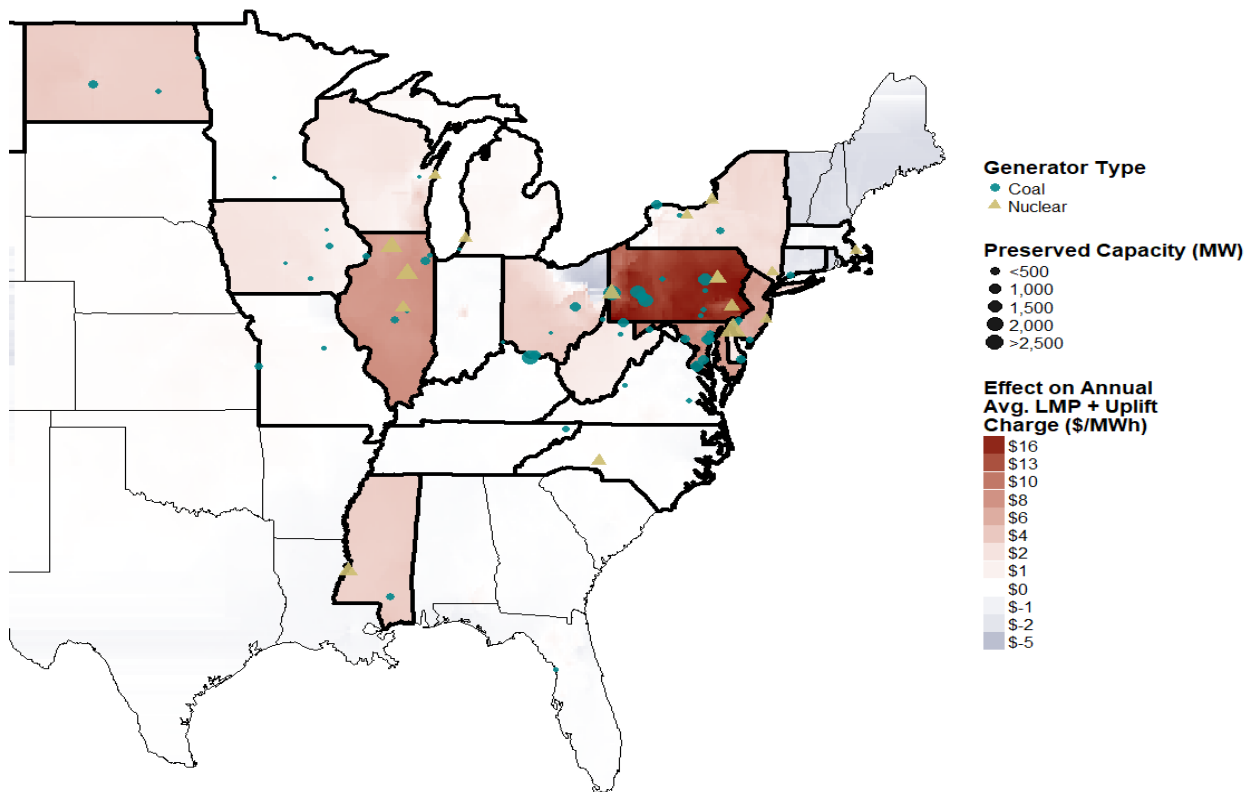 Generator Type
Coal
Nuclear
Preserved Capacity (MW)
<500
1,000
1,500
2,000
>2,500
Effect on Annual
Avg. LMP + Uplift
Charge ($/MWh)
$16
$13
$10
$8
$6
$4
$2
$1
$0
$-1
$-2
$-5